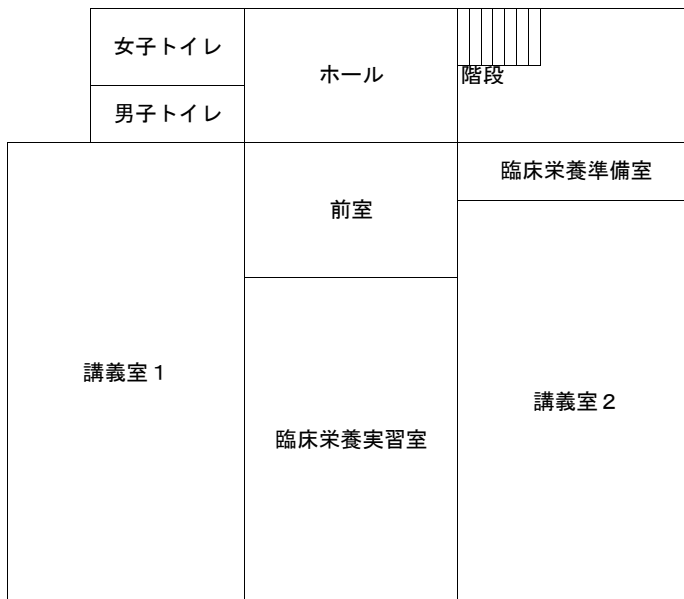 女子トイレ
ホール
階段
男子トイレ
臨床栄養準備室
前室
講義室１
講義室２
臨床栄養実習室